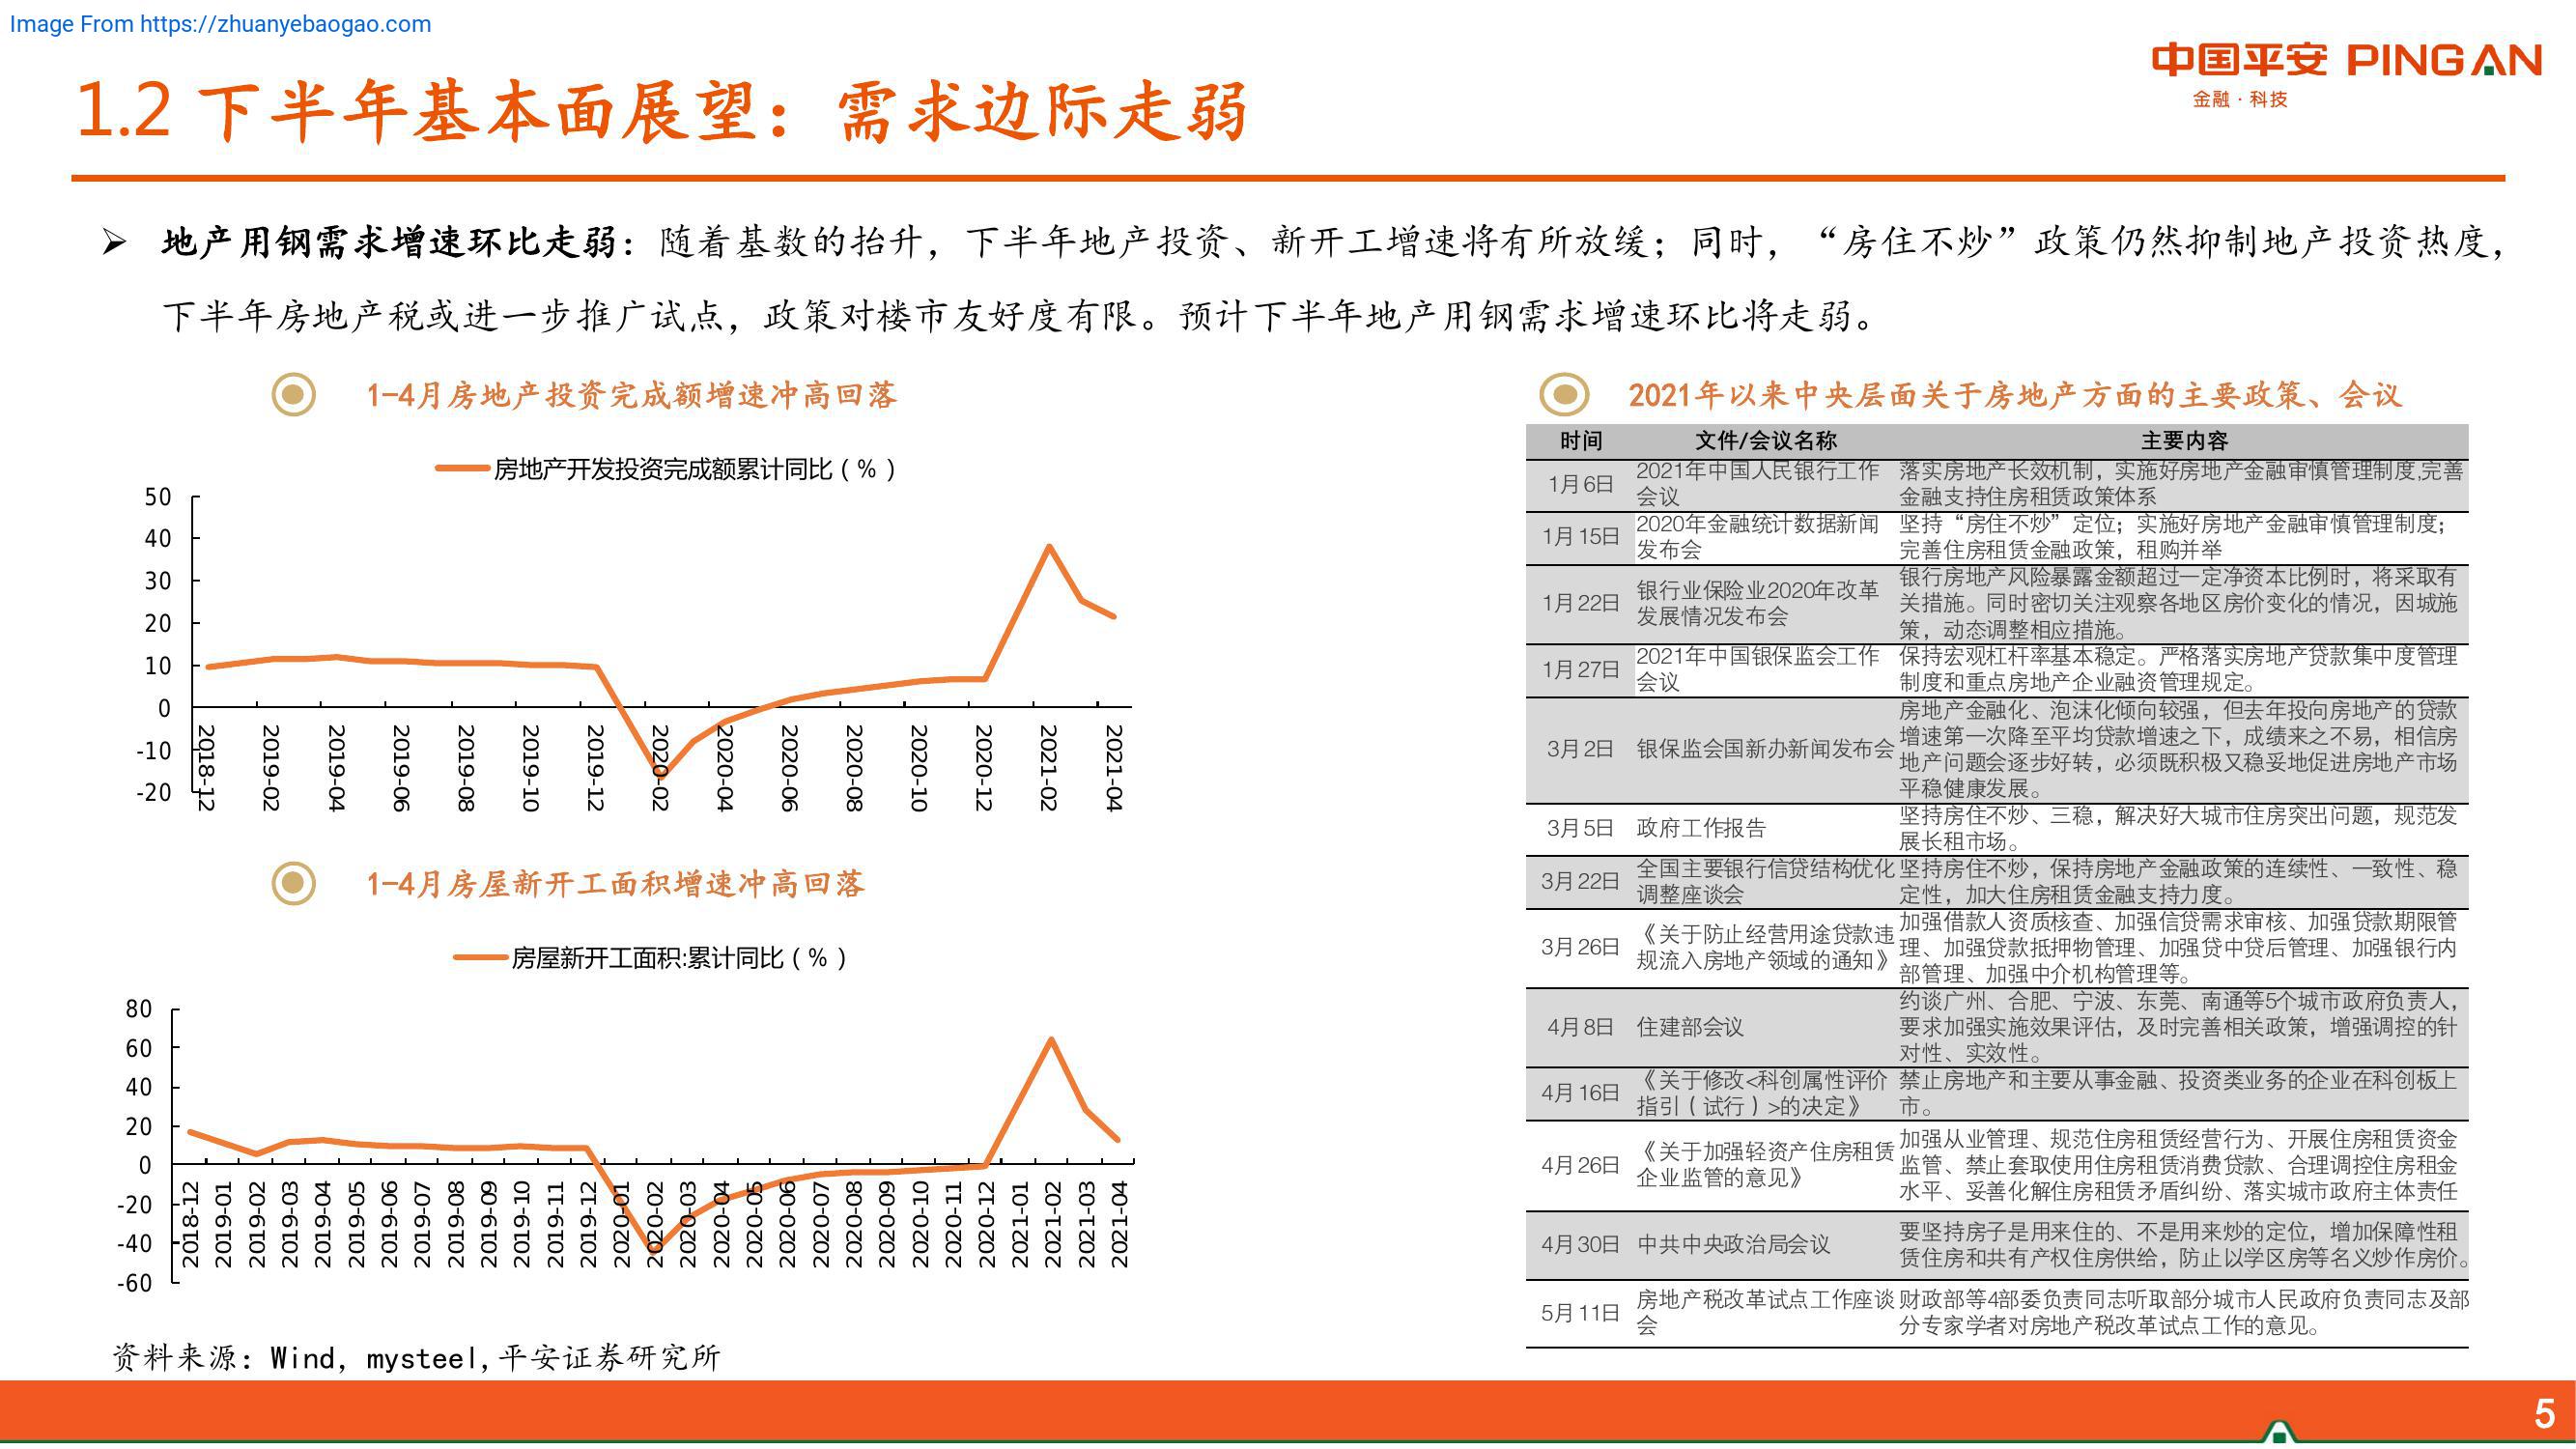 Image From https://zhuanyebaogao.com
中国平安 PINGAN
金融·科技
1.2 下半年基本面展望：需求边际走弱
➢ 地产用钢需求增速环比走弱：随着基数的抬升，下半年地产投资、新开工增速将有所放缓；同时，“房住不炒”政策仍然抑制地产投资热度，
下半年房地产税或进一步推广试点，政策对楼市友好度有限。预计下半年地产用钢需求增速环比将走弱。
1-4月房地产投资完成额增速冲高回落
房地产开发投资完成额累计同比（%）
50
40
30
20
10
0
-10
-20
2018-12
2019-02
2019-04
2019-06
2019-08
2019-10
2019-12
2020-02
2020-04
2020-06
2020-08
2020-10
2020-12
2021-02
2021-04
1-4月房屋新开工面积增速冲高回落
房屋新开工面积:累计同比（%）
80
60
40
20
0
-20
-40
-60
2018-12
2019-01
2019-02
2019-03
2019-04
2019-05
2019-06
2019-07
2019-08
2019-09
2019-10
2019-11
2019-12
2020-01
2020-02
2020-03
2020-04
2020-05
2020-06
2020-07
2020-08
2020-09
2020-10
2020-11
2020-12
2021-01
2021-02
2021-03
2021-04
资料来源：Wind, mysteel,平安证券研究所
2021年以来中央层面关于房地产方面的主要政策、会议
时间 文件/会议名称 主要内容
1月6日
2021年中国人民银行工作
会议
落实房地产长效机制，实施好房地产金融审慎管理制度,完善
金融支持住房租赁政策体系
1月15日
2020年金融统计数据新闻
发布会
坚持“房住不炒”定位；实施好房地产金融审慎管理制度；
完善住房租赁金融政策，租购并举
1月22日
银行业保险业2020年改革
发展情况发布会
银行房地产风险暴露金额超过一定净资本比例时，将采取有
关措施。同时密切关注观察各地区房价变化的情况，因城施
策，动态调整相应措施。
1月27日
2021年中国银保监会工作
会议
保持宏观杠杆率基本稳定。严格落实房地产贷款集中度管理
制度和重点房地产企业融资管理规定。
3月2日
银保监会国新办新闻发布会
房地产金融化、泡沫化倾向较强，但去年投向房地产的贷款
增速第一次降至平均贷款增速之下，成绩来之不易，相信房
地产问题会逐步好转，必须既积极又稳妥地促进房地产市场
平稳健康发展。
3月5日
政府工作报告
坚持房住不炒、三稳，解决好大城市住房突出问题，规范发
展长租市场。
3月22日
全国主要银行信贷结构优化
调整座谈会
坚持房住不炒，保持房地产金融政策的连续性、一致性、稳
定性，加大住房租赁金融支持力度。
3月26日
《关于防止经营用途贷款违
规流入房地产领域的通知》
加强借款人资质核查、加强信贷需求审核、加强贷款期限管
理、加强贷款抵押物管理、加强贷中贷后管理、加强银行内
部管理、加强中介机构管理等。
4月8日
住建部会议
约谈广州、合肥、宁波、东莞、南通等5个城市政府负责人，
要求加强实施效果评估，及时完善相关政策，增强调控的针
对性、实效性。
4月16日
《关于修改<科创属性评价
指引（试行）>的决定》
禁止房地产和主要从事金融、投资类业务的企业在科创板上
市。
4月26日
《关于加强轻资产住房租赁
企业监管的意见》
加强从业管理、规范住房租赁经营行为、开展住房租赁资金
监管、禁止套取使用住房租赁消费贷款、合理调控住房租金
水平、妥善化解住房租赁矛盾纠纷、落实城市政府主体责任
4月30日
中共中央政治局会议
要坚持房子是用来住的、不是用来炒的定位，增加保障性租
赁住房和共有产权住房供给，防止以学区房等名义炒作房价。
5月11日
房地产税改革试点工作座谈
会
财政部等4部委负责同志听取部分城市人民政府负责同志及部
分专家学者对房地产税改革试点工作的意见。
5